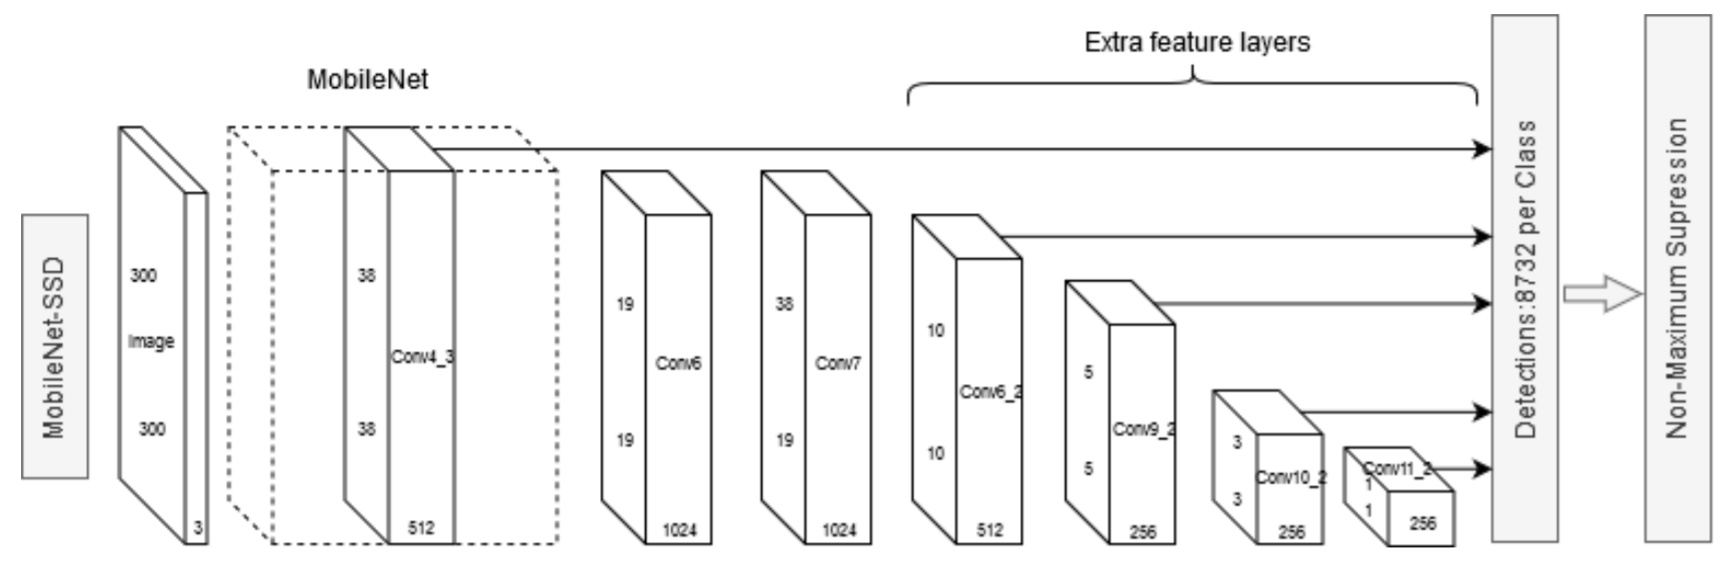 MobileNet-SSD
300
Image
300
3
MobileNet
38
38
Conv4_3
512
19
19
Conv6
1024
38
19
Conv7
1024
Extra feature layers
10
10
Conv6_2
512
5
5
Conv9_2
256
3
3
Conv10_2
256
Conv11_2
1
1
256
Detections:8732 per Class
Non-Maximum Supression